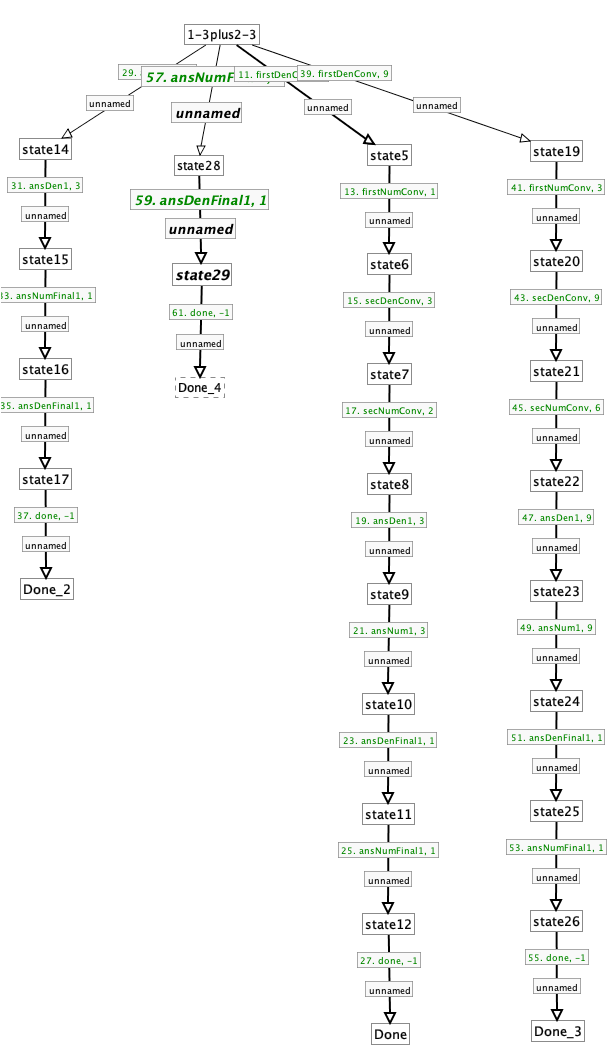 1-3plus2-3
29.
57. ansNumF
11. firstDenC
39. firstDenConv, 9
unnamed
unnamed
unnamed
unnamed
state14
state28
state5
state19
31. ansDen1, 3
59. ansDenFinal1, 1
13. firstNumConv, 1
41. firstNumConv, 3
unnamed
unnamed
unnamed
unnamed
state15
state29
state6
state20
33. ansNumFinal1, 1
61. done, -1
15. secDenConv, 3
43. secDenConv, 9
unnamed
unnamed
unnamed
unnamed
state16
Done_4
state7
state21
35. ansDenFinal1, 1
17. secNumConv, 2
45. secNumConv, 6
unnamed
unnamed
unnamed
state17
state8
state22
37. done, -1
19. ansDen1, 3
47. ansDen1, 9
unnamed
unnamed
unnamed
Done_2
state9
state23
21. ansNum1, 3
49. ansNum1, 9
unnamed
unnamed
state10
state24
23. ansDenFinal1, 1
51. ansDenFinal1, 1
unnamed
unnamed
state11
state25
25. ansNumFinal1, 1
53. ansNumFinal1, 1
unnamed
unnamed
state12
state26
27. done, -1
55. done, -1
unnamed
unnamed
Done
Done_3